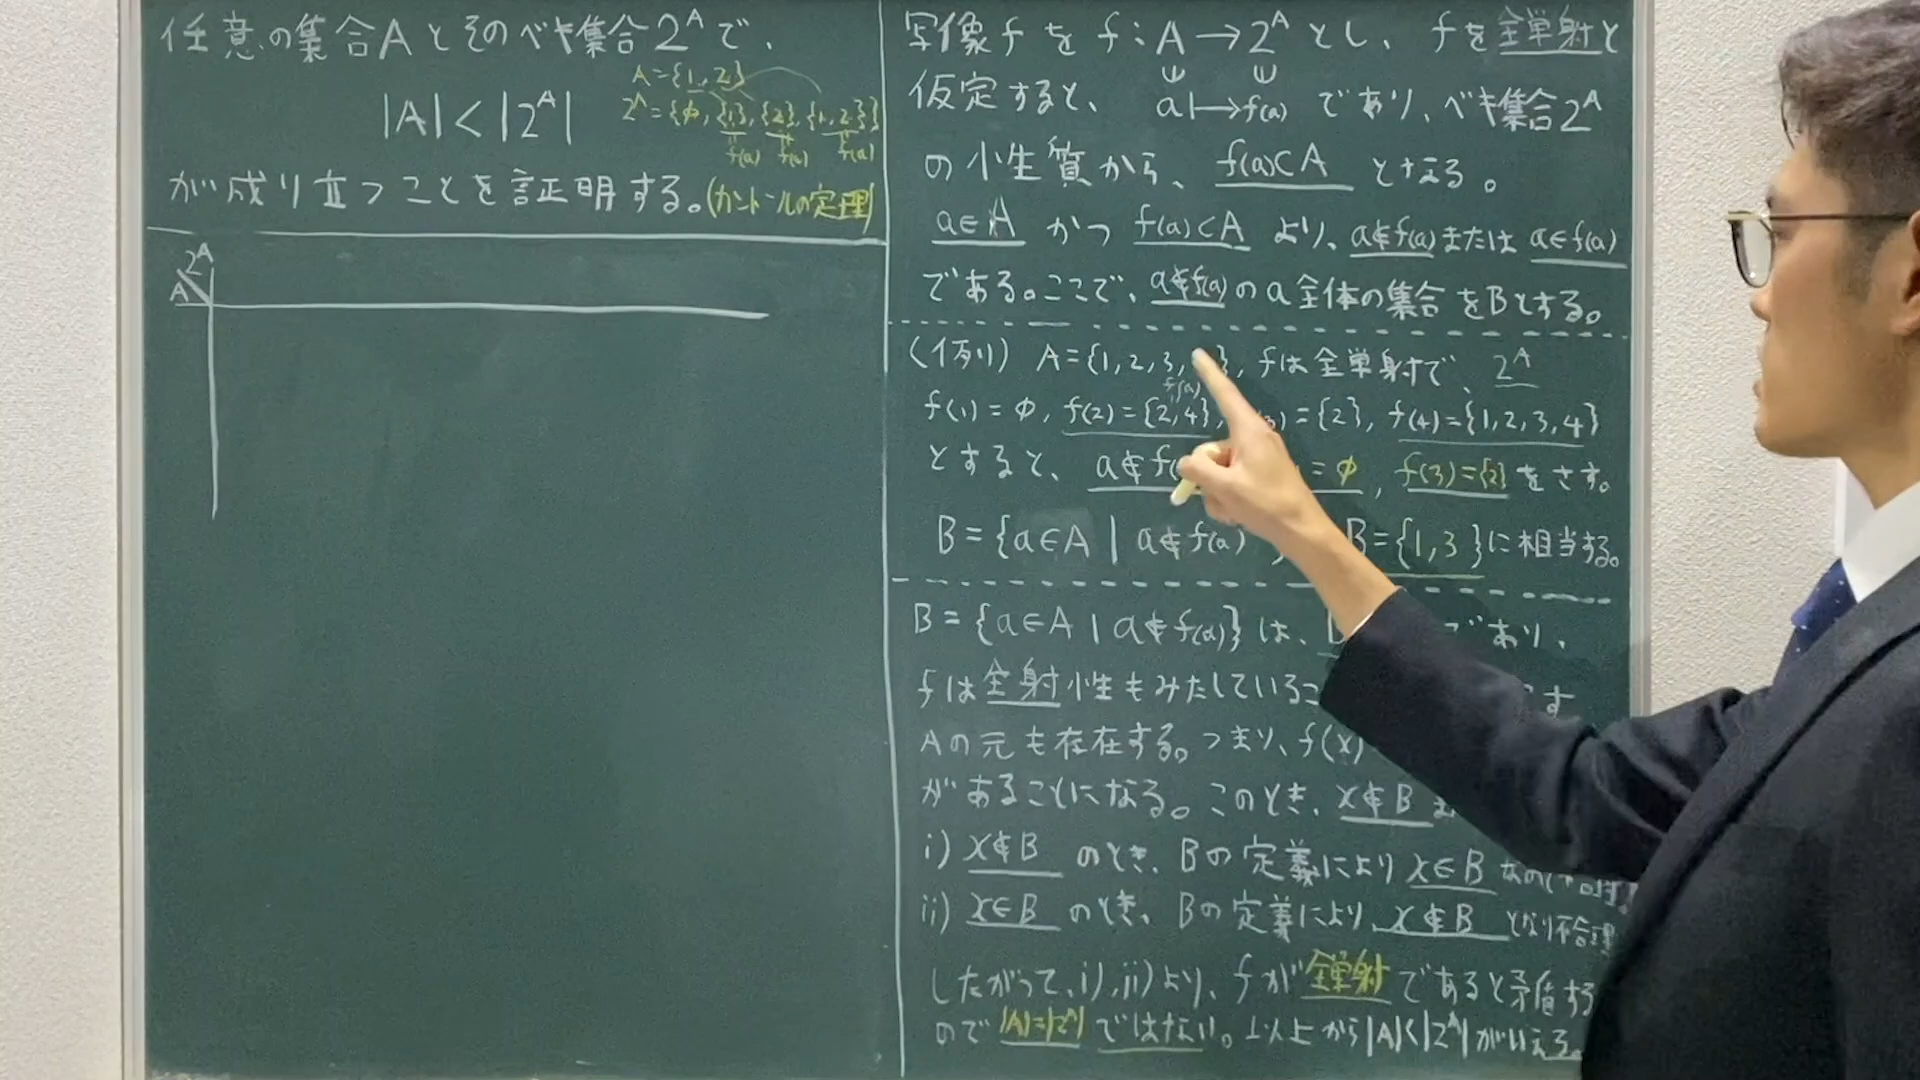 任意の集合Aとそのベキ集合2^Aで、
A={1,2}
|A|<|2^A|
2^A={φ,{1},{2},{1,2}}
f(a) f(a) f(a)
が成り立つことを証明する。(カントールの定理)
2^A
A
写像fをf:A→2^Aとし、fを全単射と
仮定すると、a↦f(a)であり、ベキ集合2^A
の性質から、f(a)⊂Aとなる。
a∈Aかつf(a)⊂Aより、a∉f(a)またはa∈f(a)
である。ここで、a∉f(a)のa全体の集合をBとする。
(例) A={1,2,3, }, fは全単射で、2^A
f(a)
f(1)=φ, f(2)={2,4}, ={2}, f(4)={1,2,3,4}
とすると、a∉f =φ, f(3)={2}をさす。
B={a∈A|a∉f(a) B={1,3}に相当する。
B={a∈A|a∉f(a)}は、 であり、
fは全射性もみたしている す
Aの元も存在する。つまり、f(x)
があることになる。このとき、x∉B
i) x∉Bのとき、Bの定義によりx∈B
ii) x∈Bのとき、Bの定義により、x∉Bとなり不合理
したがって、i),ii)より、fが全単射であると矛盾する
ので|A|=|2^A|ではない。以上から|A|<|2^A|がいえる。